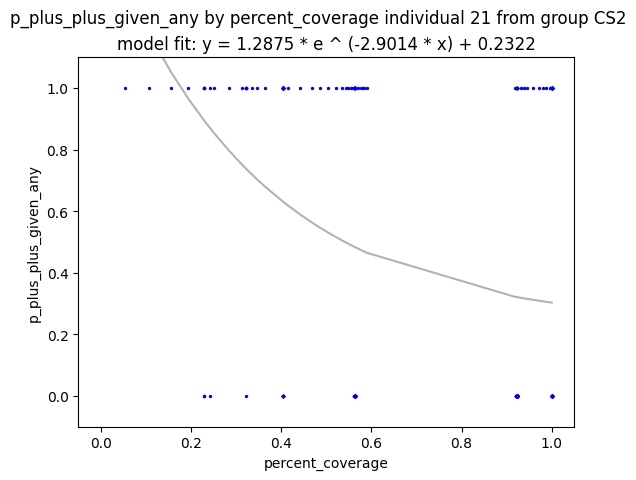 p_plus_plus_given_any by percent_coverage individual 21 from group CS2
model fit: y = 1.2875 * e ^ (-2.9014 * x) + 0.2322
1.0
0.8
0.6
0.4
0.2
0.0
p_plus_plus_given_any
0.0 0.2 0.4 0.6 0.8 1.0
percent_coverage